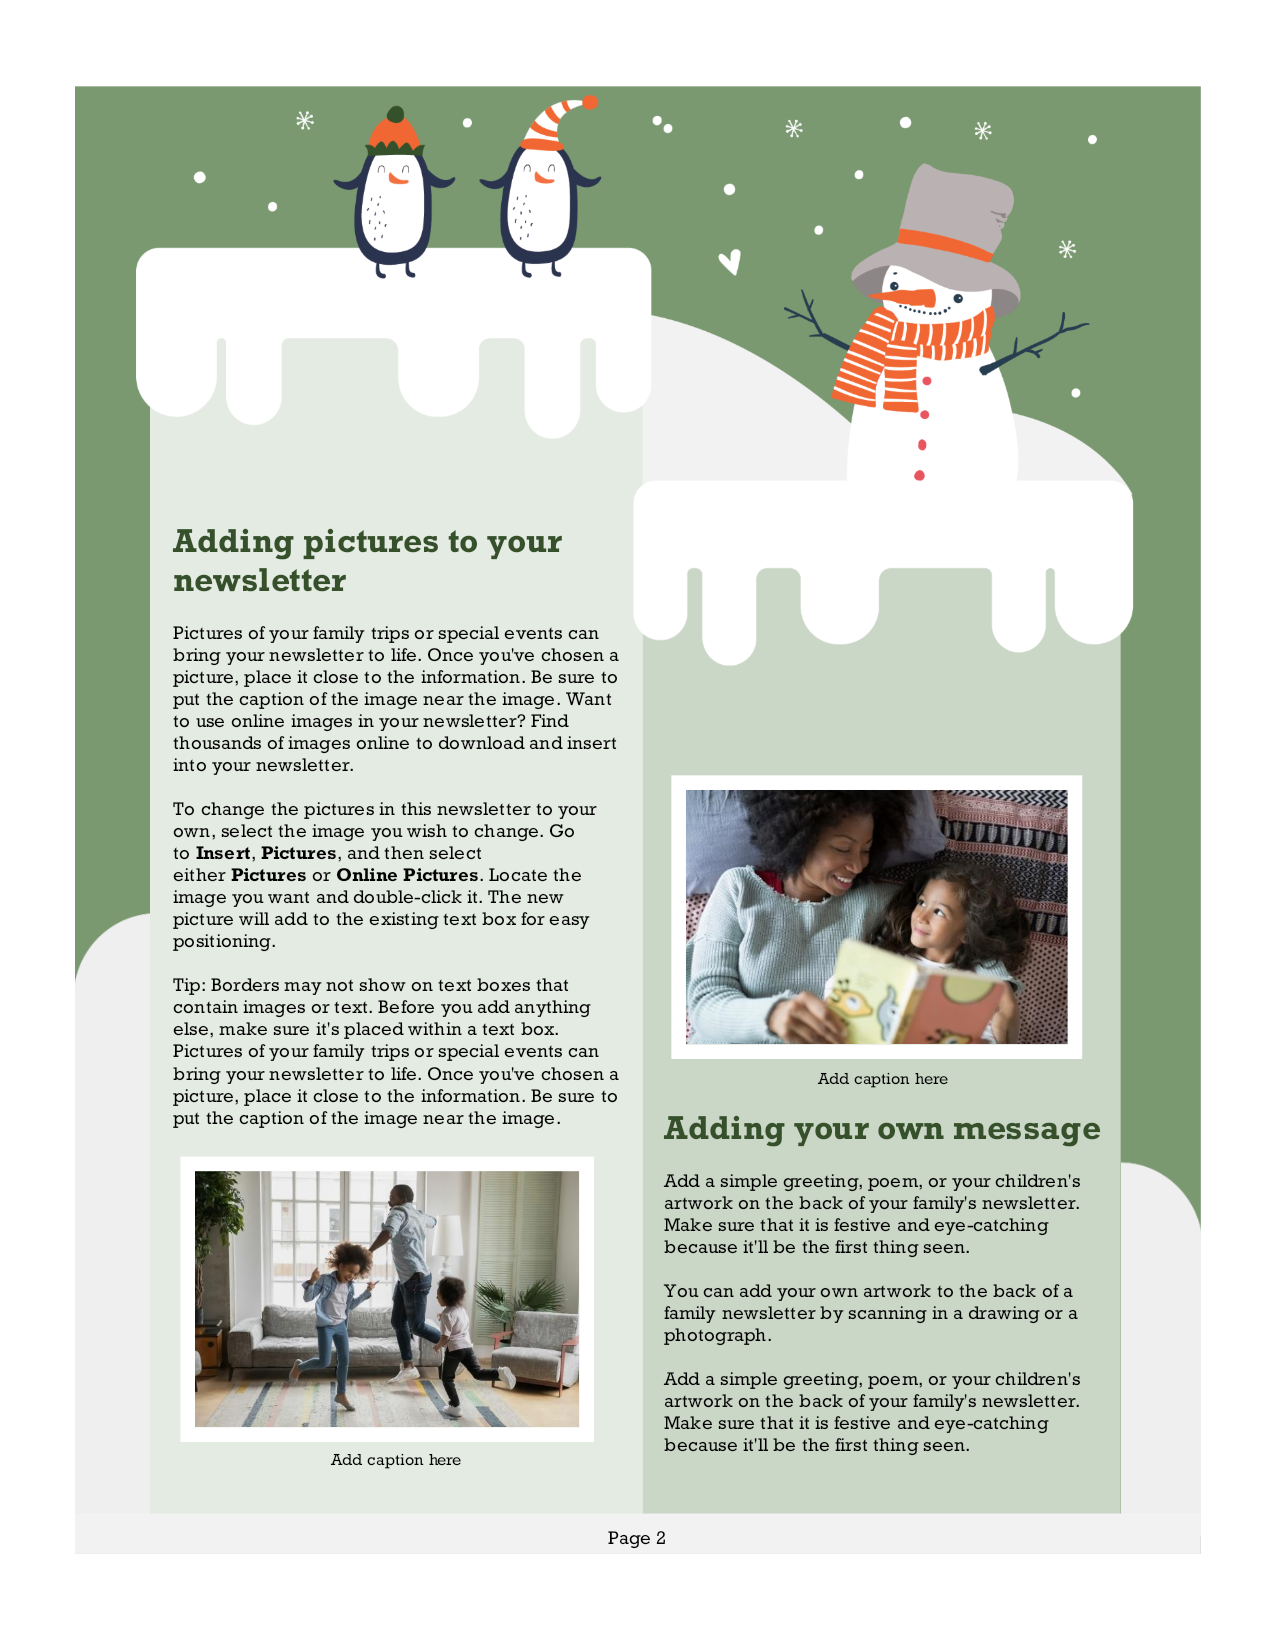 Adding pictures to your
newsletter
Pictures of your family trips or special events can
bring your newsletter to life. Once you've chosen a
picture, place it close to the information. Be sure to
put the caption of the image near the image. Want
to use online images in your newsletter? Find
thousands of images online to download and insert
into your newsletter.
To change the pictures in this newsletter to your
own, select the image you wish to change. Go
to Insert, Pictures, and then select
either Pictures or Online Pictures. Locate the
image you want and double-click it. The new
picture will add to the existing text box for easy
positioning.
Tip: Borders may not show on text boxes that
contain images or text. Before you add anything
else, make sure it's placed within a text box.
Pictures of your family trips or special events can
bring your newsletter to life. Once you've chosen a
picture, place it close to the information. Be sure to
put the caption of the image near the image.
Add caption here
Add caption here
Adding your own message
Add a simple greeting, poem, or your children's
artwork on the back of your family's newsletter.
Make sure that it is festive and eye-catching
because it'll be the first thing seen.
You can add your own artwork to the back of a
family newsletter by scanning in a drawing or a
photograph.
Add a simple greeting, poem, or your children's
artwork on the back of your family's newsletter.
Make sure that it is festive and eye-catching
because it'll be the first thing seen.
Page 2